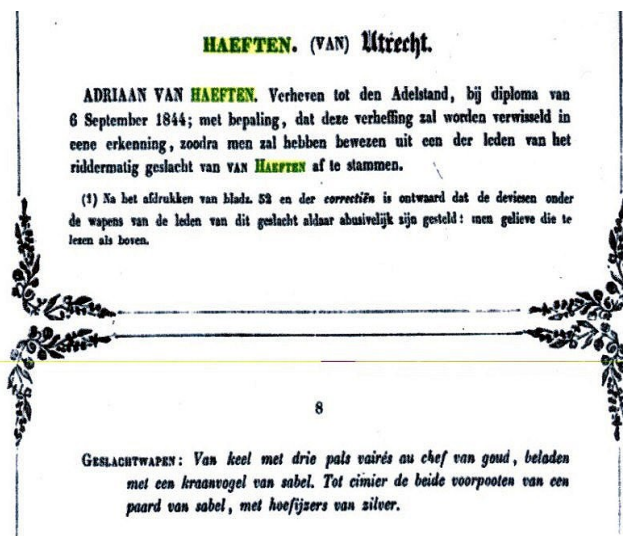 HAEFTEN. (VAN) Utrecht.
ADRIAAN VAN HAEFTEN. Verheven tot den Adelstand, bij diploma van
6 September 1844; met bepaling, dat deze verheffing zal worden verwisseld in
eene erkenning, zoodra men zal hebben bewezen uit een der leden van het
riddermatig geslacht van VAN HAEFTEN af te stammen.
(1) Na het afdrukken van bladz. 52 en der correctiën is ontwaard dat de deviesen onder
de wapens van de leden van dit geslacht aldaar abusivelijk zijn gesteld: men gelieve die te
lezen als boven.
8
GESLACHTWAPEN: Van keel met drie pals vairés au chef van goud, beladen
met een kraanvogel van sabel. Tot cimier de beide voorpooten van een
paard van sabel, met hoefijzers van zilver.